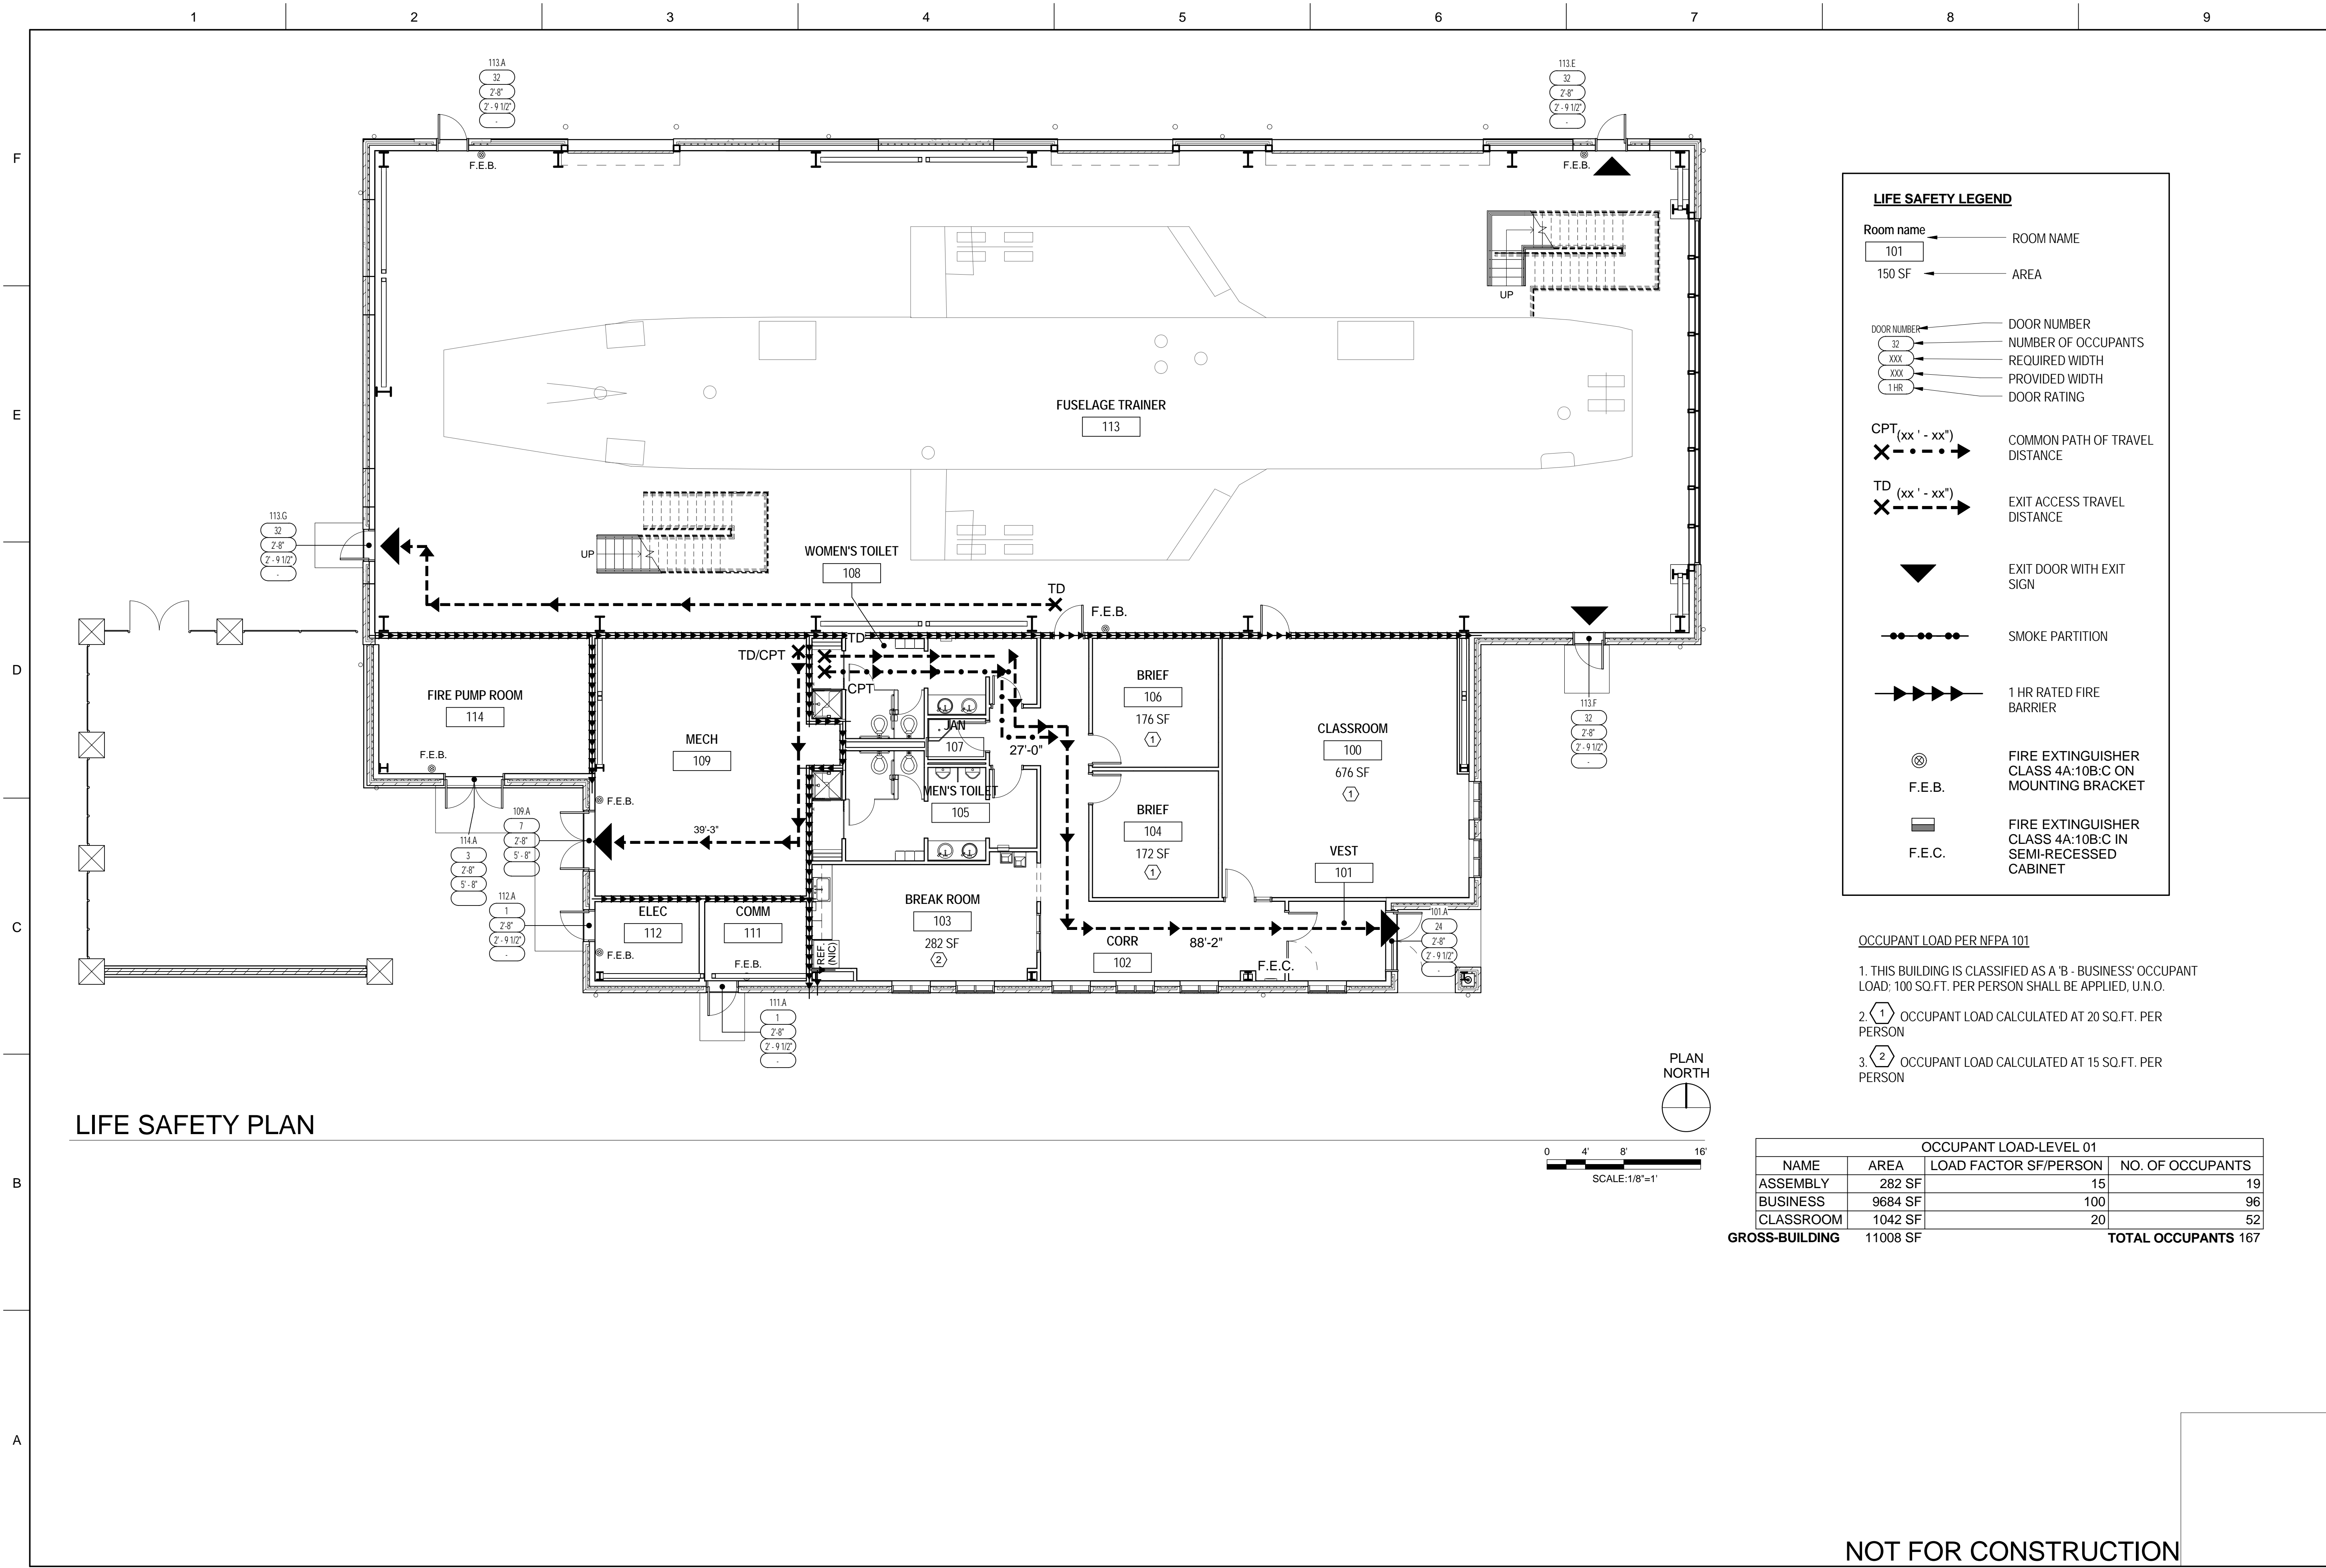 1 2 3 4 5 6 7 8 9
F
E
D
C
B
A
113.A
32
2'-8"
2' - 9 1/2"
-
113.E
32
2'-8"
2' - 9 1/2"
-
F.E.B.
F.E.B.
UP
FUSELAGE TRAINER
113
113.G
32
2'-8"
2' - 9 1/2"
-
UP
WOMEN'S TOILET
108
TD
F.E.B.
TD
TD/CPT
CPT
FIRE PUMP ROOM
114
F.E.B.
MECH
109
F.E.B.
39'-3"
JAN
107
27'-0"
MEN'S TOILET
105
BRIEF
106
176 SF
1
BRIEF
104
172 SF
1
CLASSROOM
100
676 SF
1
VEST
101
113.F
32
2'-8"
2' - 9 1/2"
-
109.A
7
2'-8"
5' - 8"
114.A
3
2'-8"
5' - 8"
112.A
1
2'-8"
2' - 9 1/2"
-
ELEC
112
F.E.B.
COMM
111
F.E.B.
REF.
(NIC)
BREAK ROOM
103
282 SF
2
CORR
102
88'-2"
F.E.C.
101.A
24
2'-8"
2' - 9 1/2"
-
111.A
1
2'-8"
2' - 9 1/2"
-
LIFE SAFETY LEGEND
Room name
101
150 SF
ROOM NAME
AREA
DOOR NUMBER
32
XXX
XXX
1 HR
DOOR NUMBER
NUMBER OF OCCUPANTS
REQUIRED WIDTH
PROVIDED WIDTH
DOOR RATING
CPT (xx ' - xx")
COMMON PATH OF TRAVEL
DISTANCE
TD (xx ' - xx")
EXIT ACCESS TRAVEL
DISTANCE
EXIT DOOR WITH EXIT
SIGN
SMOKE PARTITION
1 HR RATED FIRE
BARRIER
F.E.B.
FIRE EXTINGUISHER
CLASS 4A:10B:C ON
MOUNTING BRACKET
F.E.C.
FIRE EXTINGUISHER
CLASS 4A:10B:C IN
SEMI-RECESSED
CABINET
OCCUPANT LOAD PER NFPA 101
1. THIS BUILDING IS CLASSIFIED AS A 'B - BUSINESS' OCCUPANT
LOAD: 100 SQ.FT. PER PERSON SHALL BE APPLIED, U.N.O.
2. 1 OCCUPANT LOAD CALCULATED AT 20 SQ.FT. PER
PERSON
3. 2 OCCUPANT LOAD CALCULATED AT 15 SQ.FT. PER
PERSON
PLAN
NORTH
LIFE SAFETY PLAN
0 4' 8' 16'
SCALE:1/8"=1'
OCCUPANT LOAD-LEVEL 01
NAME AREA LOAD FACTOR SF/PERSON NO. OF OCCUPANTS
ASSEMBLY 282 SF 15 19
BUSINESS 9684 SF 100 96
CLASSROOM 1042 SF 20 52
GROSS-BUILDING 11008 SF TOTAL OCCUPANTS 167
NOT FOR CONSTRUCTION